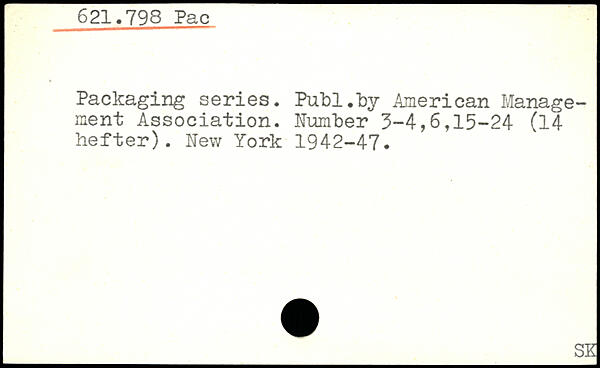 621.798 Pac
Packaging series. Publ.by American Manage-
ment Association. Number 3-4,6,15-24 (14
hefter). New York 1942-47.
SK